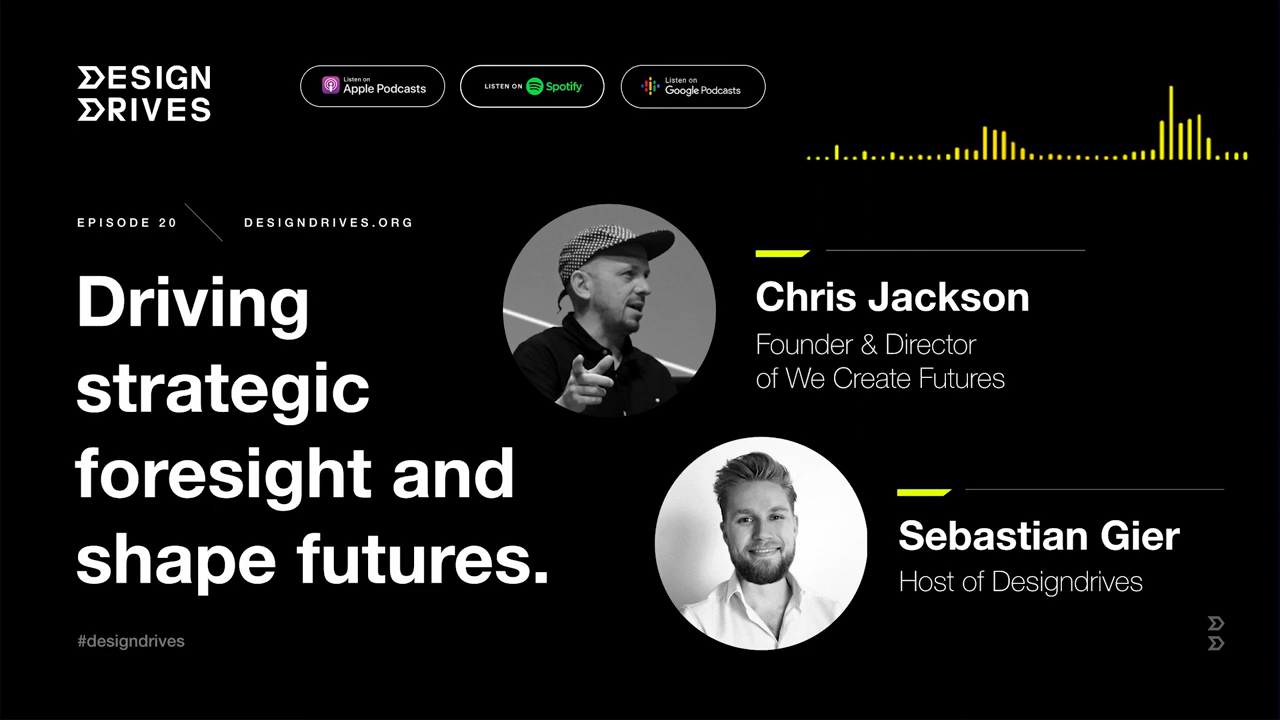 DESIGN
DRIVES
Listen on
Apple Podcasts
LISTEN ON Spotify
Listen on
Google Podcasts
EPISODE 20
DESIGNDRIVES.ORG
Driving
strategic
foresight and
shape futures.
#designdrives
Chris Jackson
Founder & Director
of We Create Futures
Sebastian Gier
Host of Designdrives